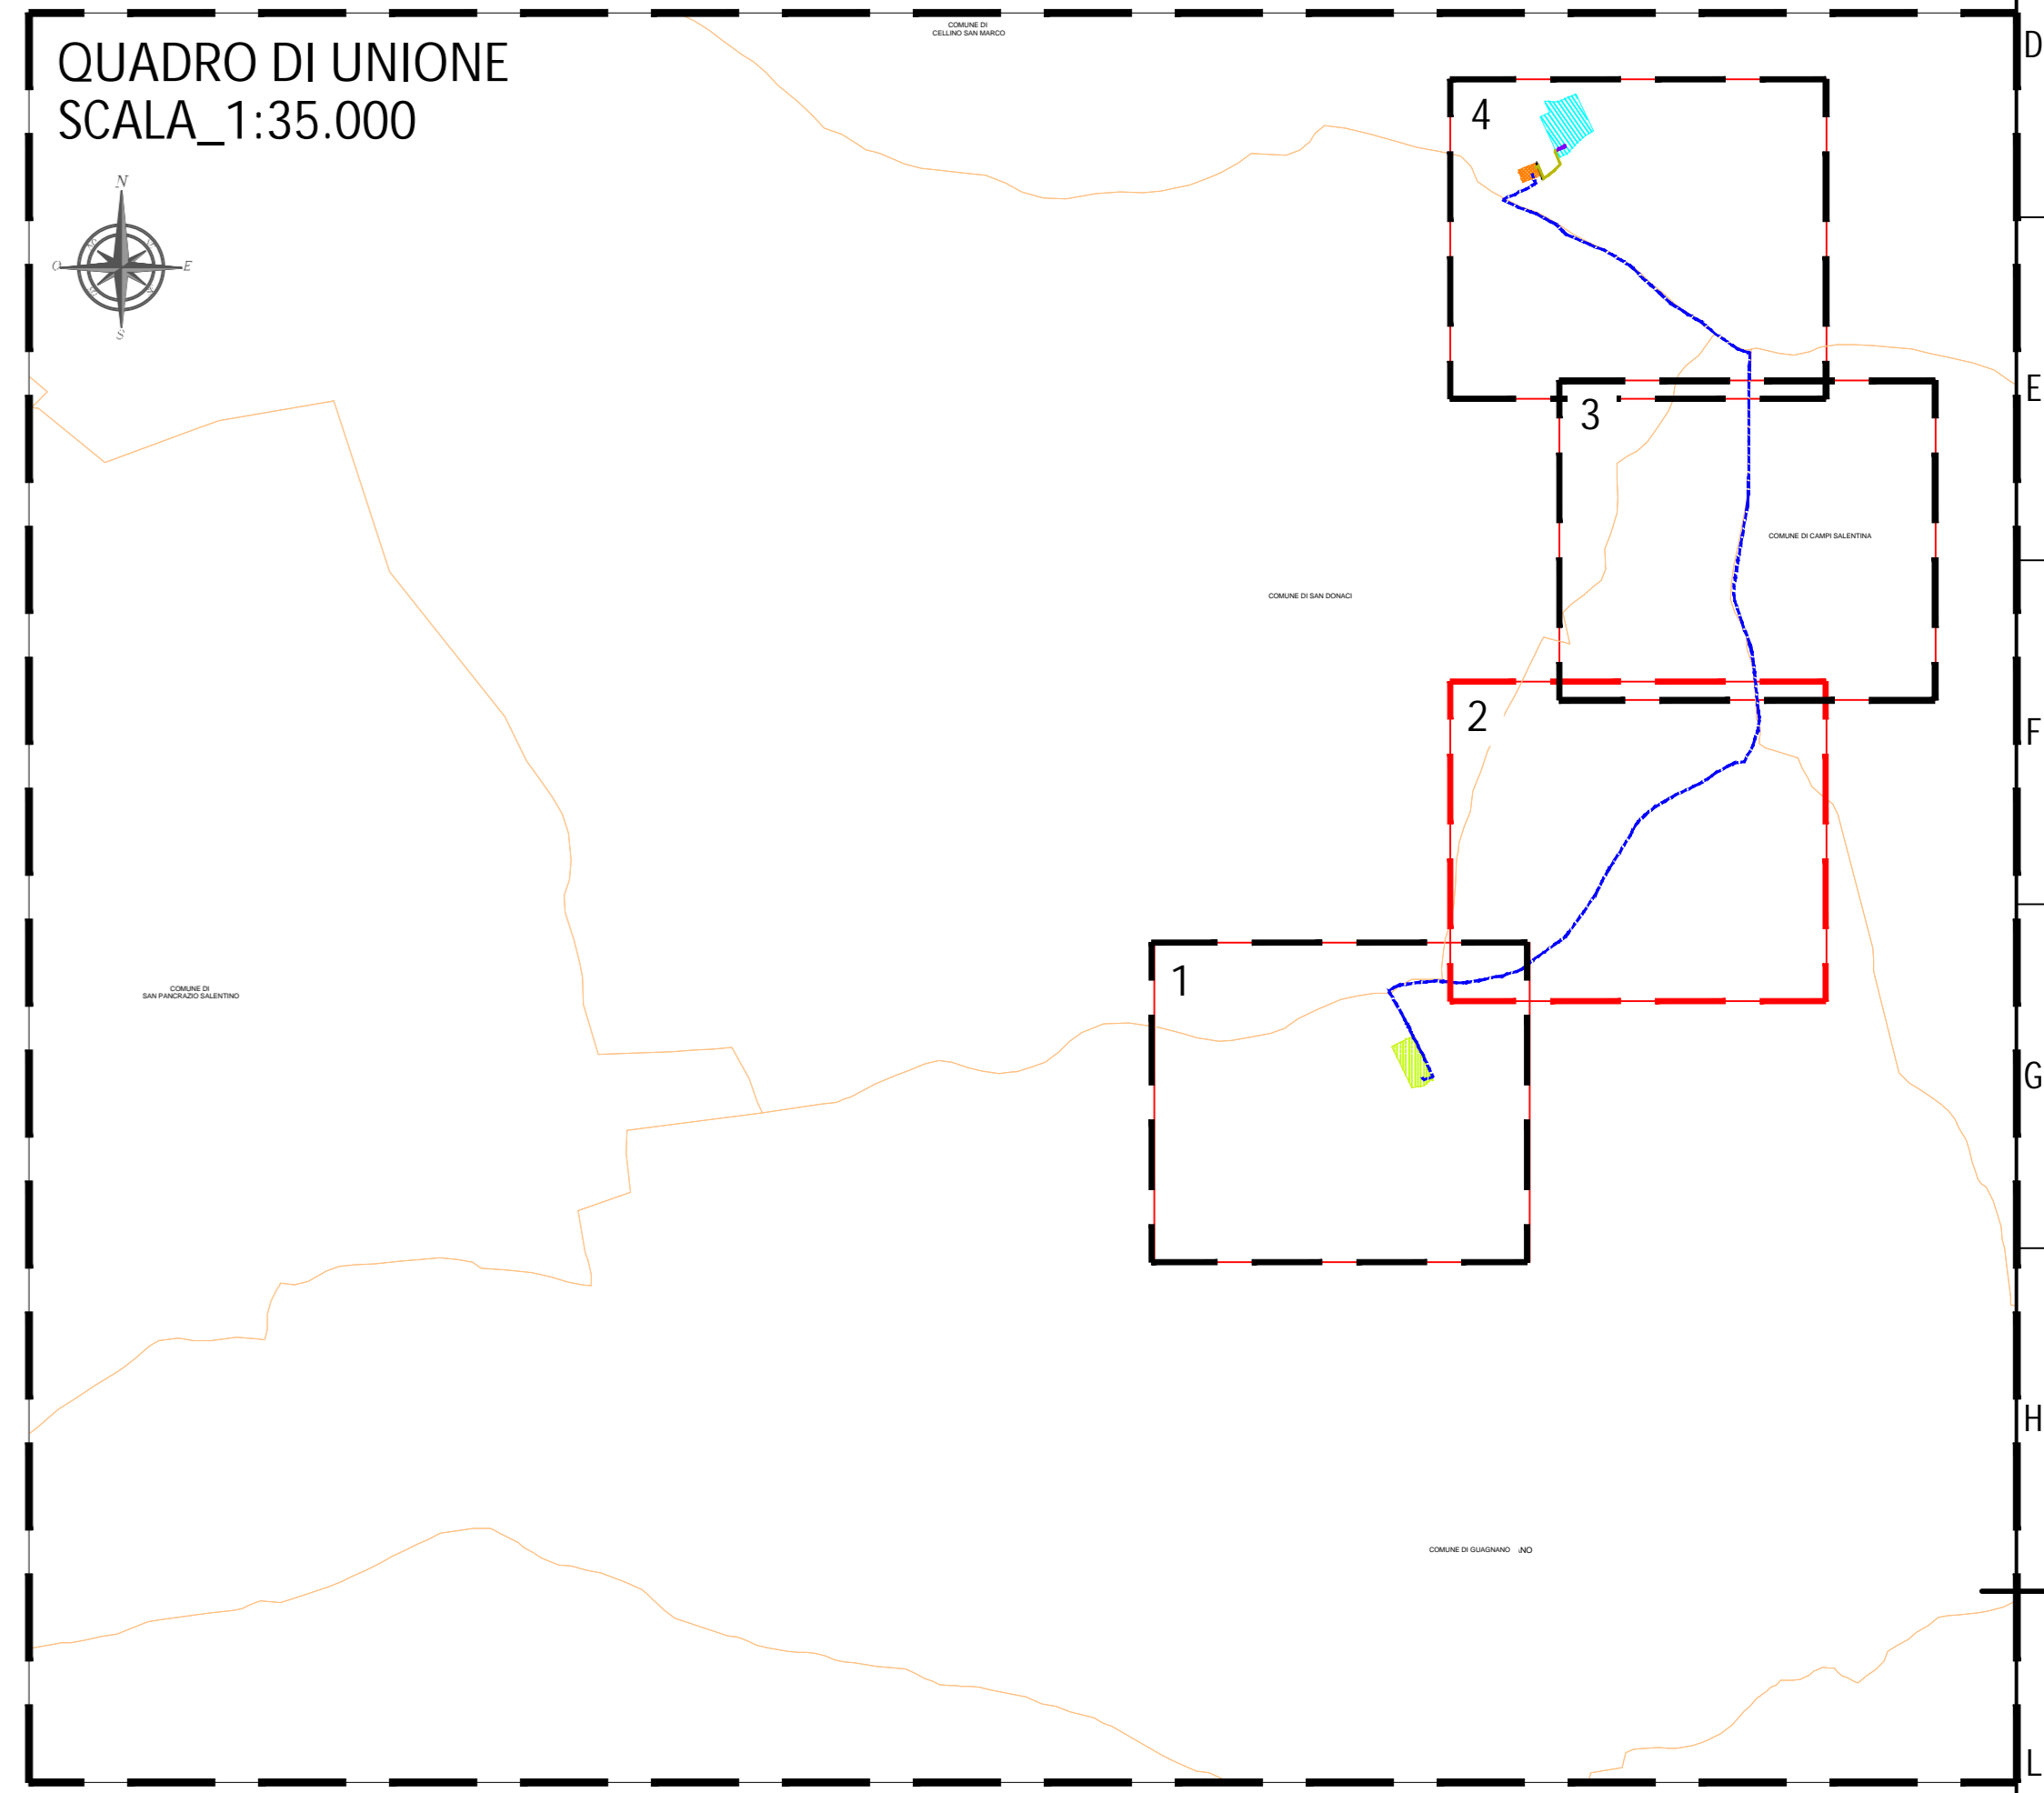 COMUNE DI
CELLINO SAN MARCO
D
QUADRO DI UNIONE
SCALA_1:35.000
4
N
O
E
S
E
3
COMUNE DI CAMPI SALENTINA
COMUNE DI SAN DONACI
2
F
1
COMUNE DI
SAN PANCRAZIO SALENTINO
G
H
COMUNE DI GUAGNANO
L